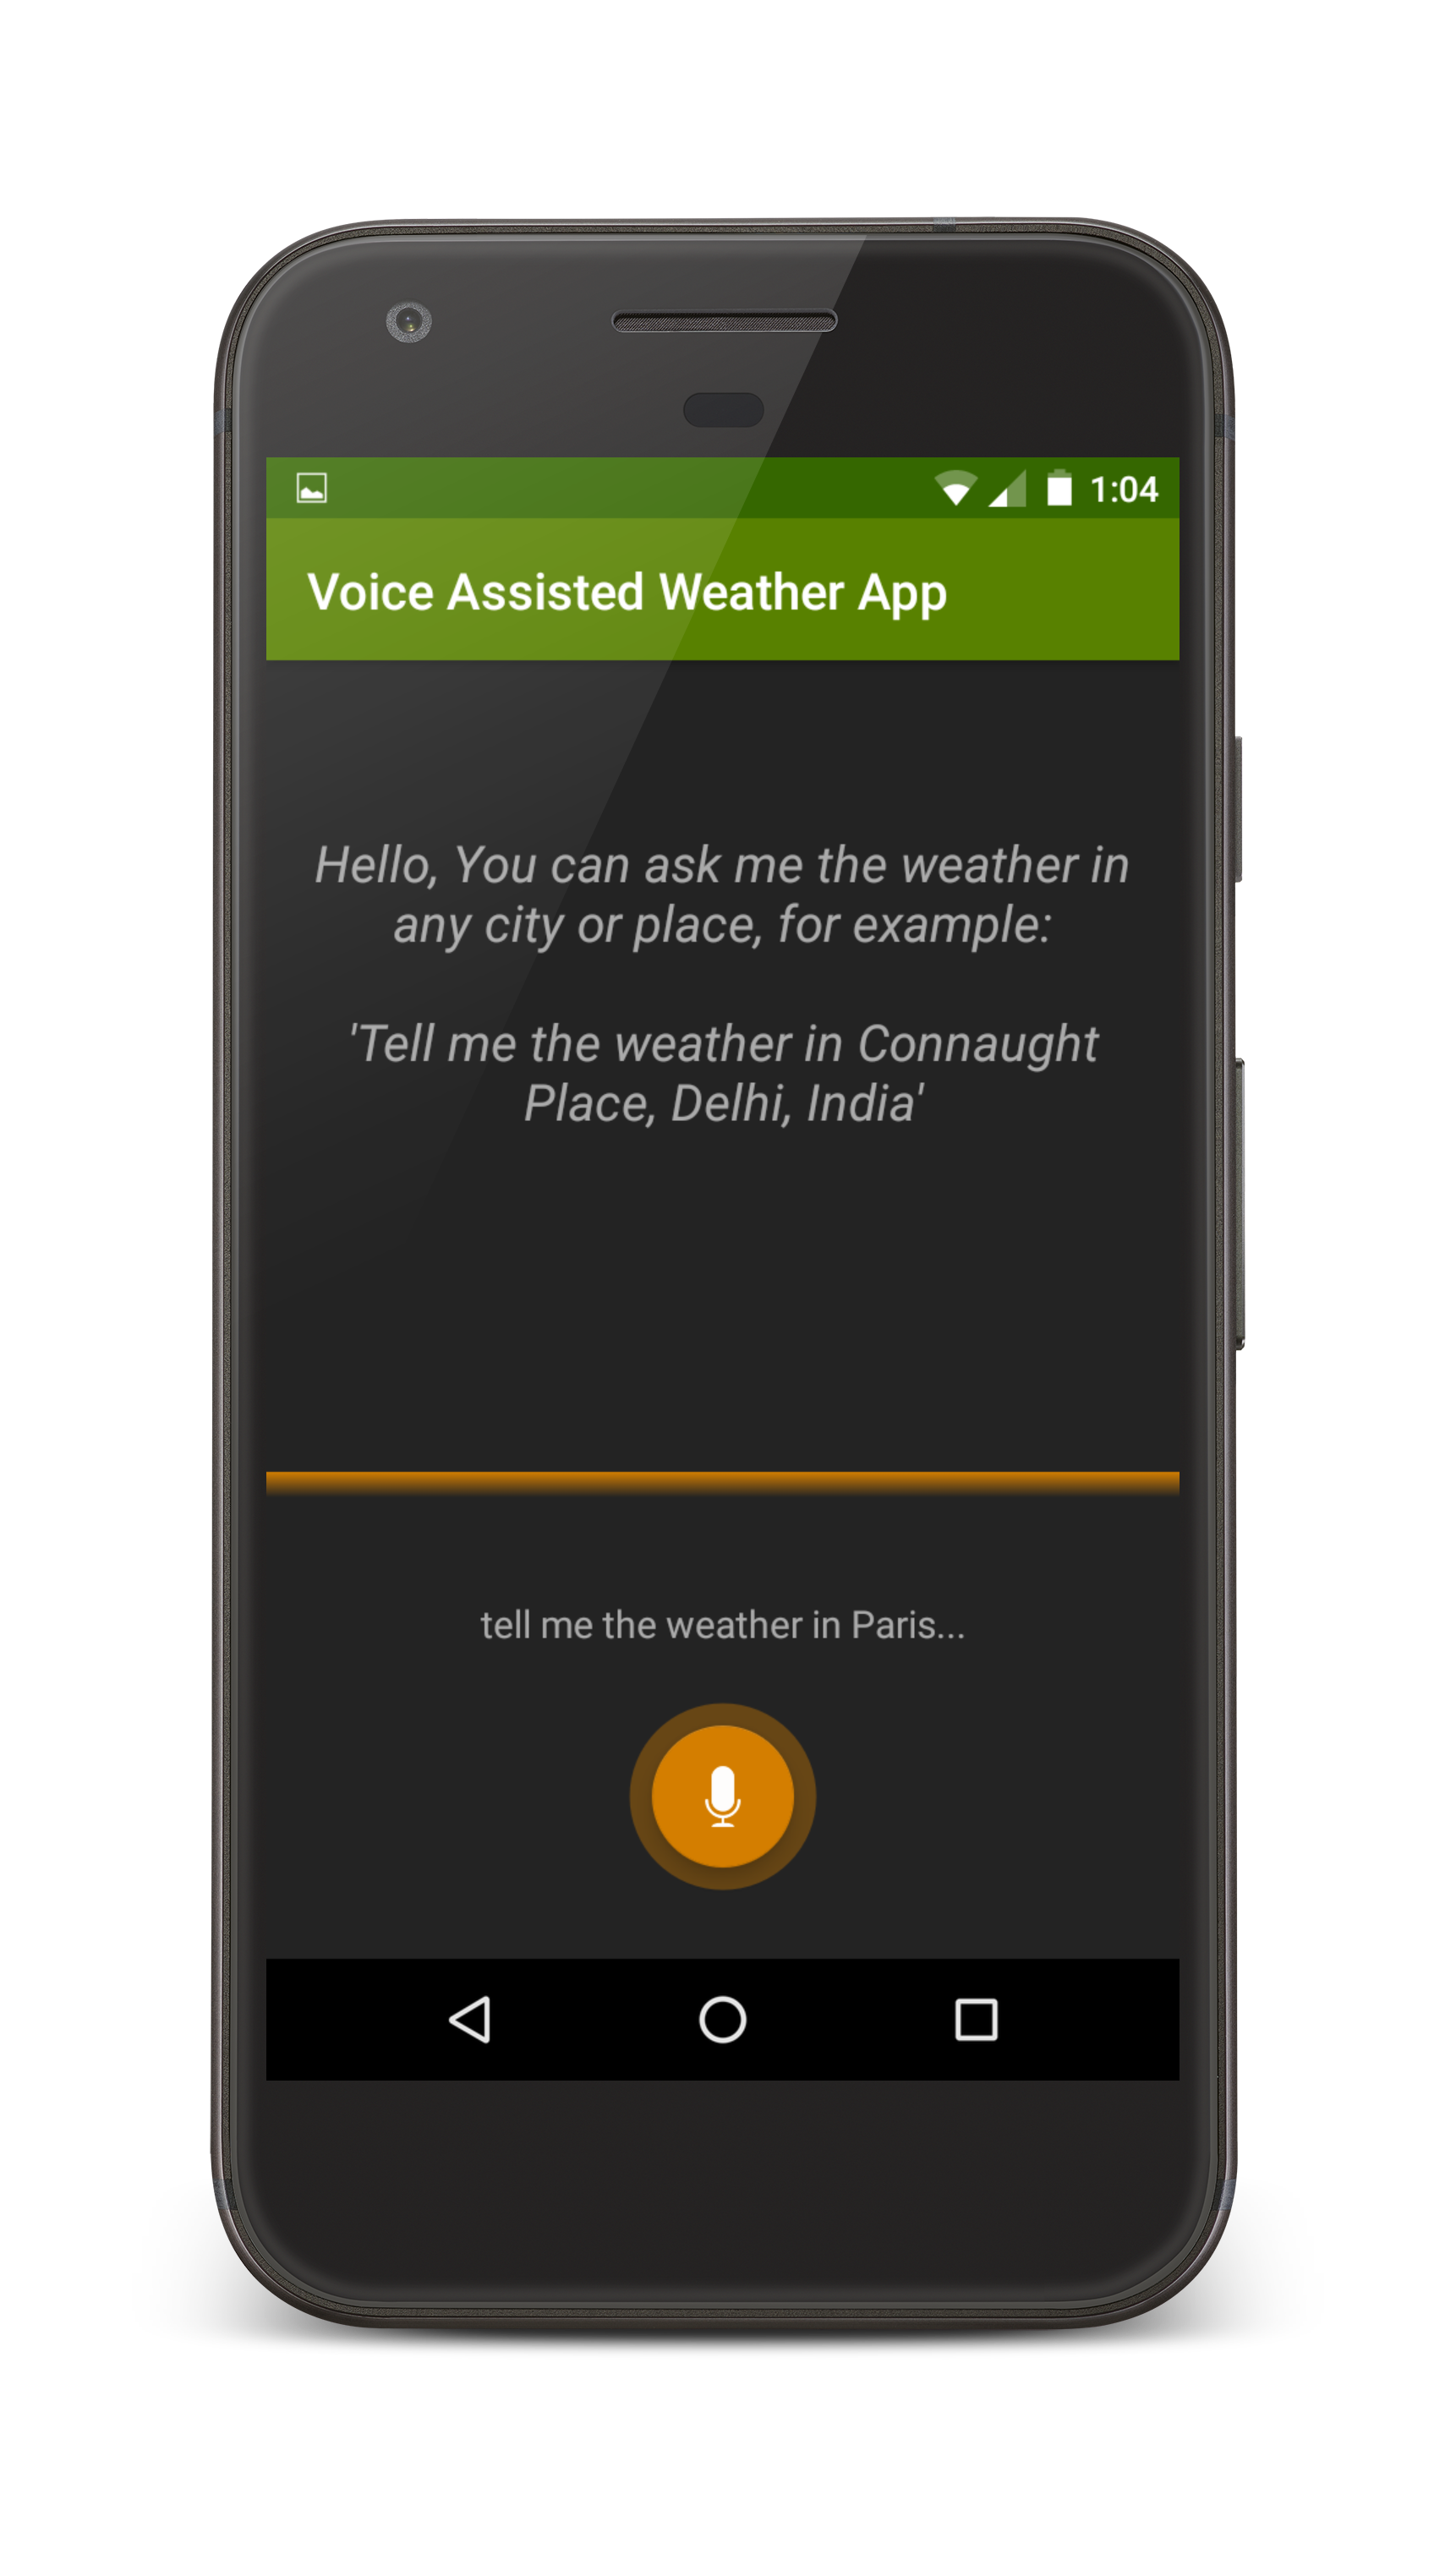 1:04
Voice Assisted Weather App
Hello, You can ask me the weather in
any city or place, for example:
'Tell me the weather in Connaught
Place, Delhi, India'
tell me the weather in Paris...